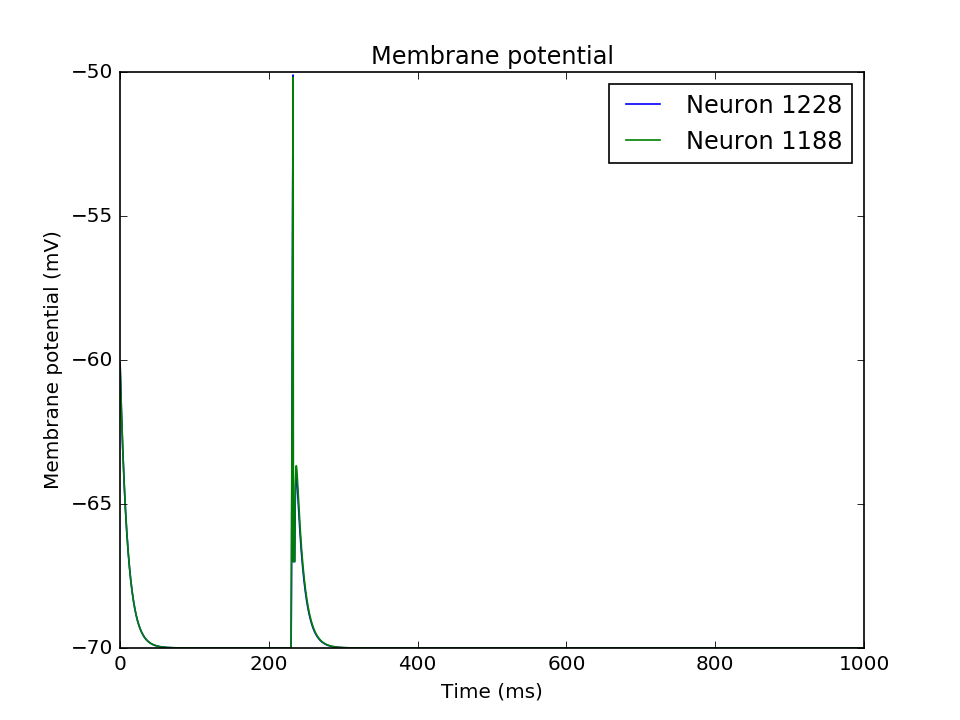 Membrane potential
Neuron 1228
Neuron 1188
Membrane potential (mV)
−50
−55
−60
−65
−70
0 200 400 600 800 1000
Time (ms)